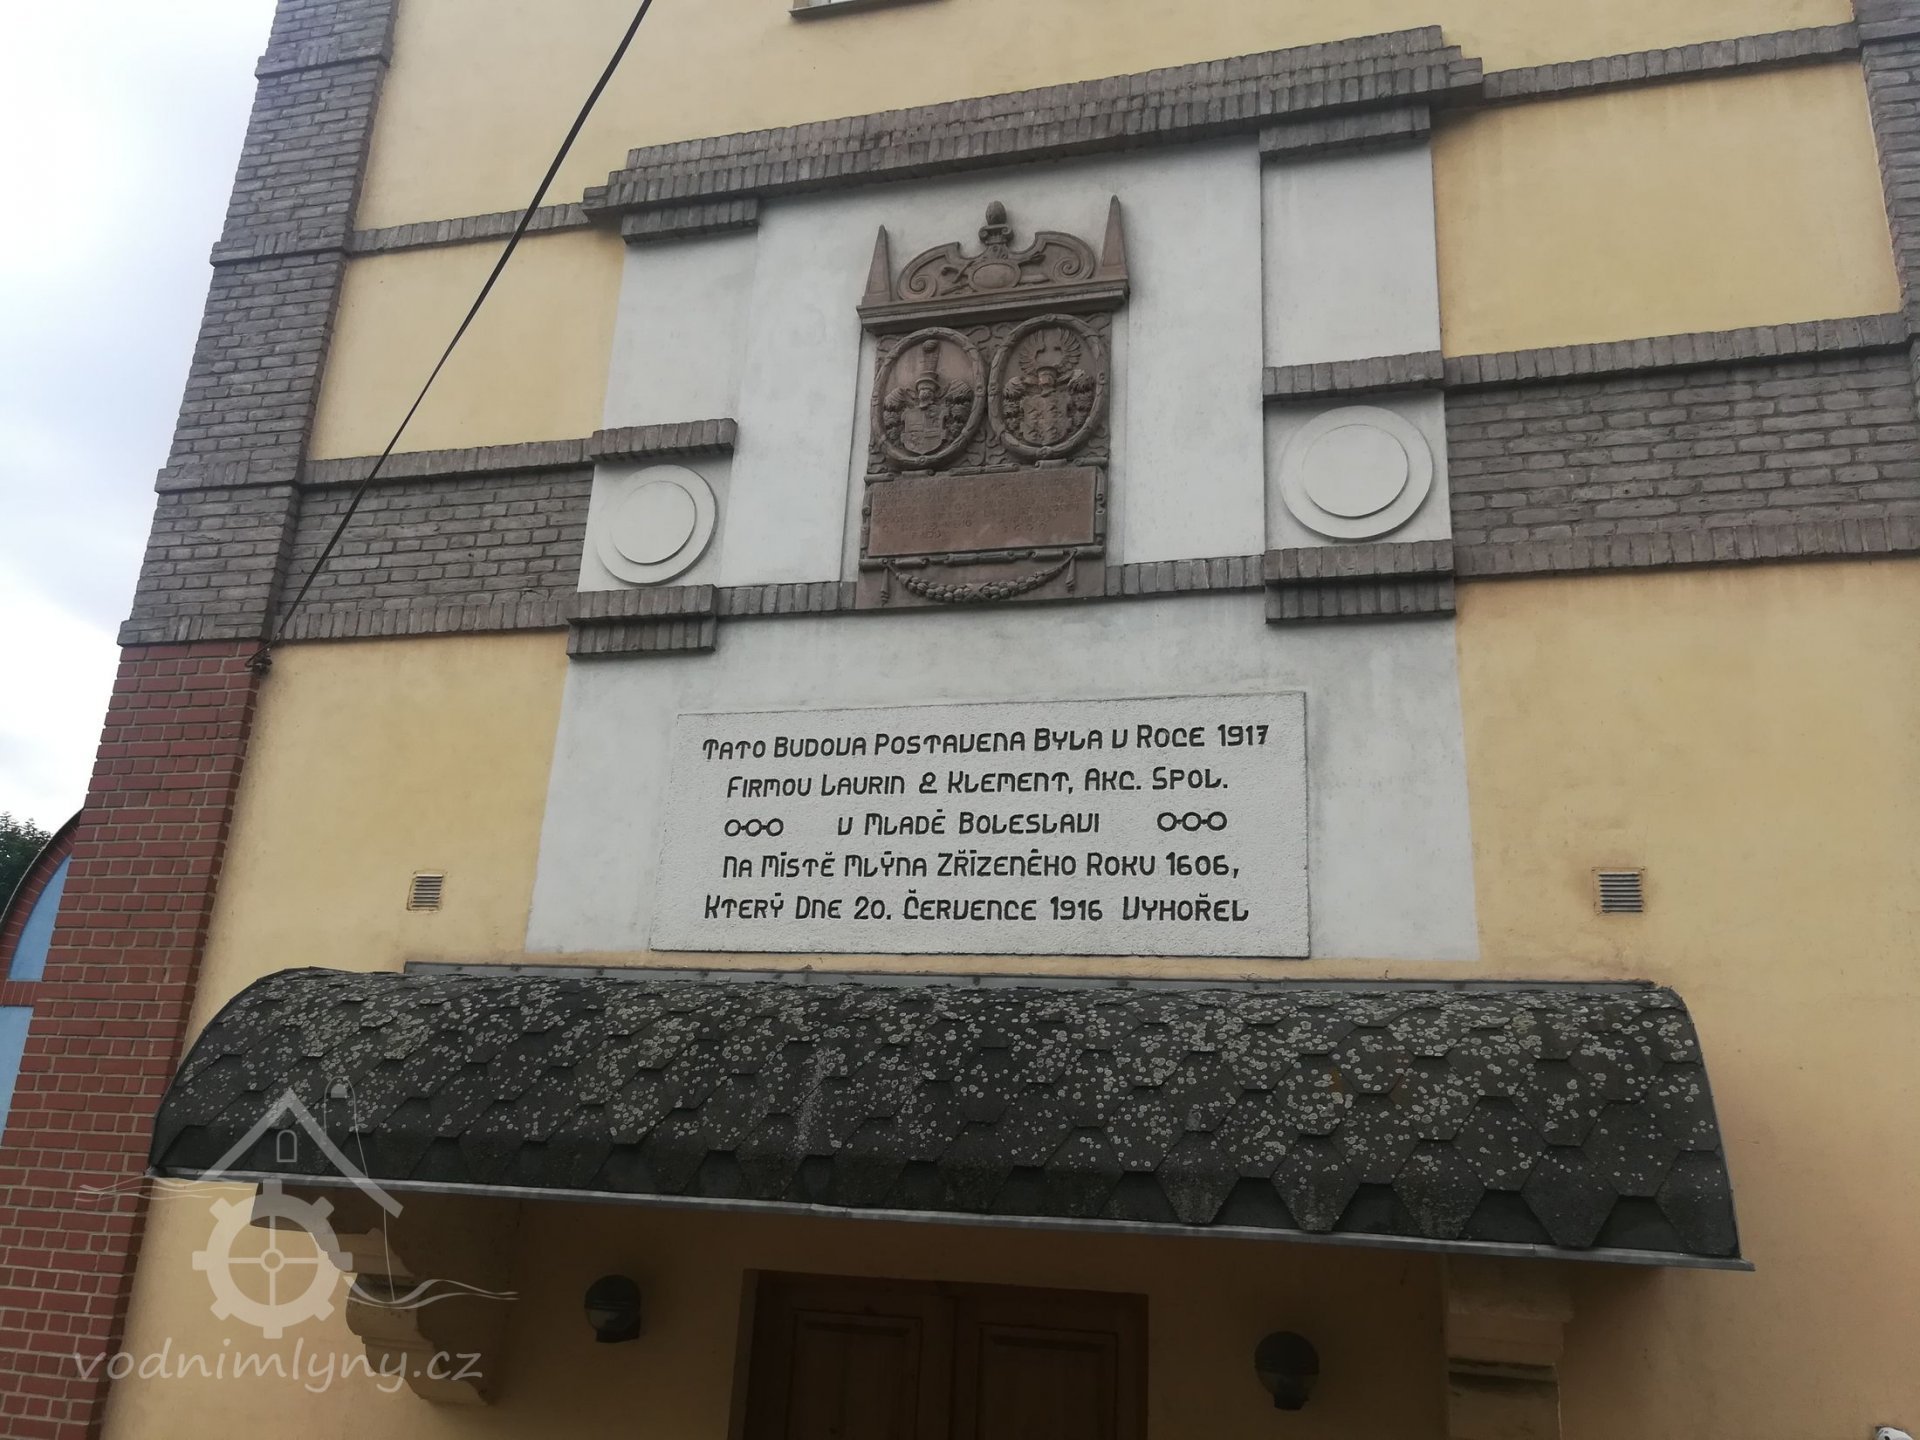 Tato Budova Postavena Byla v Roce 1917
Firmou Laurin & Klement, Akc. Spol.
v Mladé Boleslavi
na místě mlýna zřízeného Roku 1606,
který dne 20. Července 1916 vyhořel
vodnimlyny.cz